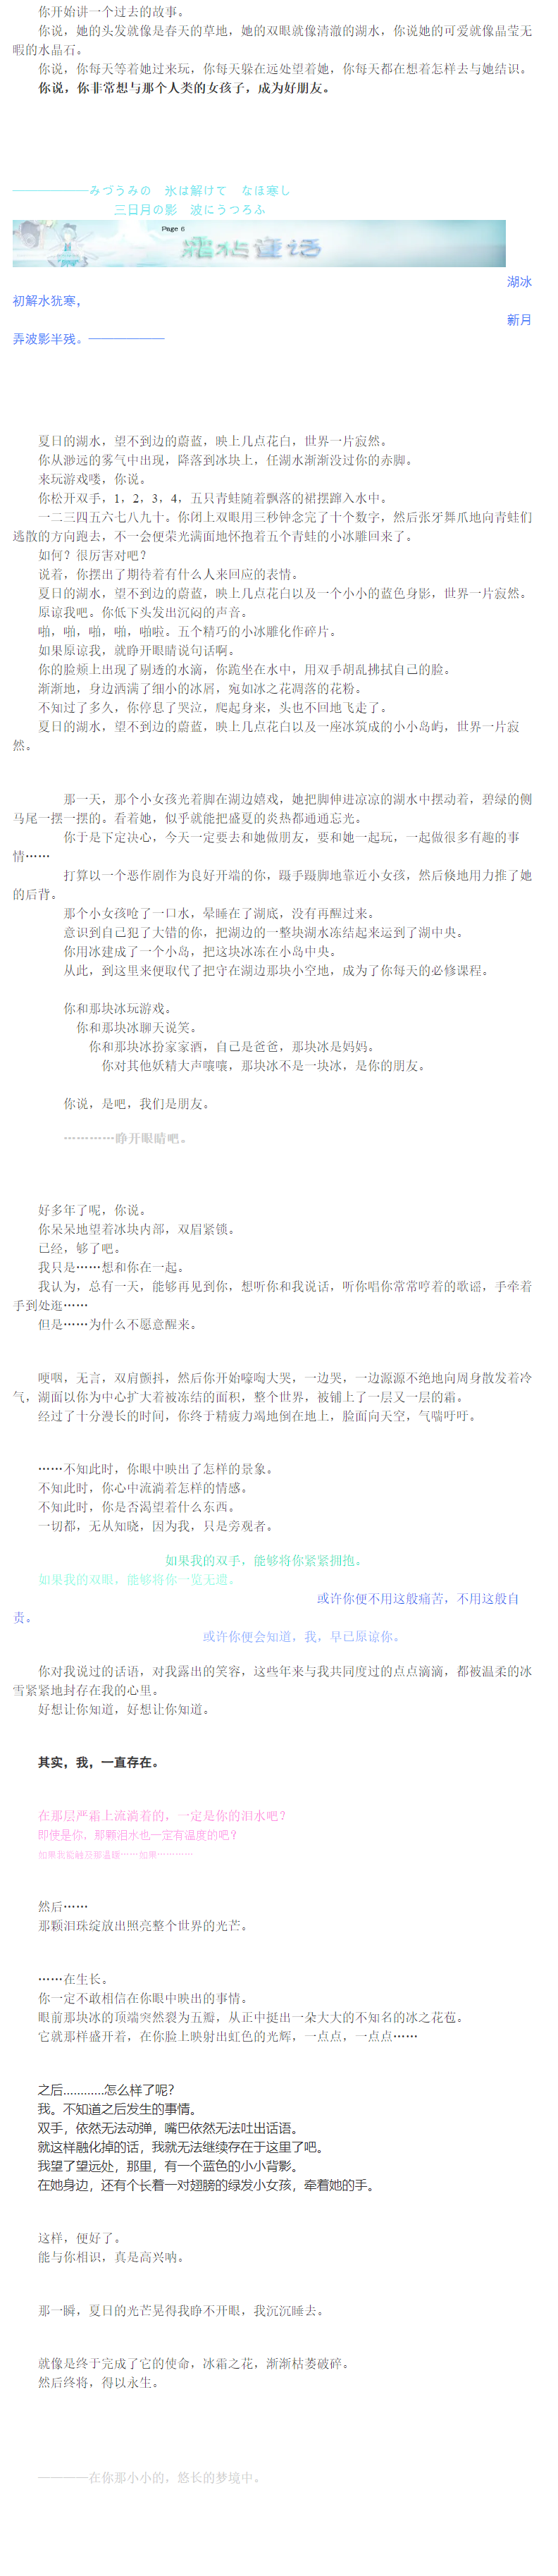 你开始讲一个过去的故事。
你说，她的头发就像是春天的草地，她的双眼就像清澈的湖水，你说她的可爱就像晶莹无
暇的水晶石。
你说，你每天等着她过来玩，你每天躲在远处望着她，你每天都在想着怎样去与她结识。
你说，你非常想与那个人类的女孩子，成为好朋友。
——————みづうみの　氷は解けて　なほ寒し
三日月の影　波にうつろふ
Page 6
湖冰
初解水犹寒，
新月
弄波影半残。——————
夏日的湖水，望不到边的蔚蓝，映上几点花白，世界一片寂然。
你从渺远的雾气中出现，降落到冰块上，任湖水渐渐没过你的赤脚。
来玩游戏喽，你说。
你松开双手，1，2，3，4，五只青蛙随着飘落的裙摆蹿入水中。
一二三四五六七八九十。你闭上双眼用三秒钟念完了十个数字，然后张牙舞爪地向青蛙们
逃散的方向跑去，不一会便荣光满面地怀抱着五个青蛙的小冰雕回来了。
如何？很厉害对吧？
说着，你摆出了期待着有什么人来回应的表情。
夏日的湖水，望不到边的蔚蓝，映上几点花白以及一个小小的蓝色身影，世界一片寂然。
原谅我吧。你低下头发出沉闷的声音。
啪，啪，啪，啪，啪啦。五个精巧的小冰雕化作碎片。
如果原谅我，就睁开眼睛说句话啊。
你的脸颊上出现了剔透的水滴，你跪坐在水中，用双手胡乱拂拭自己的脸。
渐渐地，身边洒满了细小的冰屑，宛如冰之花凋落的花粉。
不知过了多久，你停息了哭泣，爬起身来，头也不回地飞走了。
夏日的湖水，望不到边的蔚蓝，映上几点花白以及一座冰筑成的小小岛屿，世界一片寂
然。
那一天，那个小女孩光着脚在湖边嬉戏，她把脚伸进凉凉的湖水中摆动着，碧绿的侧
马尾一摆一摆的。看着她，似乎就能把盛夏的炎热都通通忘光。
你于是下定决心，今天一定要去和她做朋友，要和她一起玩，一起做很多有趣的事
情……
打算以一个恶作剧作为良好开端的你，蹑手蹑脚地靠近小女孩，然后倏地用力推了她
的后背。
那个小女孩呛了一口水，晕睡在了湖底，没有再醒过来。
意识到自己犯了大错的你，把湖边的一整块湖水冻结起来运到了湖中央。
你用冰建成了一个小岛，把这块冰冻在小岛中央。
从此，到这里来便取代了把守在湖边那块小空地，成为了你每天的必修课程。
你和那块冰玩游戏。
你和那块冰聊天说笑。
你和那块冰扮家家酒，自己是爸爸，那块冰是妈妈。
你对其他妖精大声嚷嚷，那块冰不是一块冰，是你的朋友。
你说，是吧，我们是朋友。
…………睁开眼睛吧。
好多年了呢，你说。
你呆呆地望着冰块内部，双眉紧锁。
已经，够了吧。
我只是……想和你在一起。
我认为，总有一天，能够再见到你，想听你和我说话，听你唱你常常哼着的歌谣，手牵着
手到处逛……
但是……为什么不愿意醒来。
哽咽，无言，双肩颤抖，然后你开始嚎啕大哭，一边哭，一边源源不绝地向周身散发着冷
气，湖面以你为中心扩大着被冻结的面积，整个世界，被铺上了一层又一层的霜。
经过了十分漫长的时间，你终于精疲力竭地倒在地上，脸面向天空，气喘吁吁。
……不知此时，你眼中映出了怎样的景象。
不知此时，你心中流淌着怎样的情感。
不知此时，你是否渴望着什么东西。
一切都，无从知晓，因为我，只是旁观者。
如果我的双手，能够将你紧紧拥抱。
如果我的双眼，能够将你一览无遗。
或许你便不用这般痛苦，不用这般自
责。
或许你便会知道，我，早已原谅你。
你对我说过的话语，对我露出的笑容，这些年来与我共同度过的点点滴滴，都被温柔的冰
雪紧紧地封存在我的心里。
好想让你知道，好想让你知道。
其实，我，一直存在。
在那层严霜上流淌着的，一定是你的泪水吧？
即使是你，那颗泪水也一定有温度的吧？
如果我能触及那温暖……如果…………
然后……
那颗泪珠绽放出照亮整个世界的光芒。
……在生长。
你一定不敢相信在你眼中映出的事情。
眼前那块冰的顶端突然裂为五瓣，从正中挺出一朵大大的不知名的冰之花苞。
它就那样盛开着，在你脸上映射出虹色的光辉，一点点，一点点……
之后…………怎么样了呢？
我。不知道之后发生的事情。
双手，依然无法动弹，嘴巴依然无法吐出话语。
就这样融化掉的话，我就无法继续存在于这里了吧。
我望了望远处，那里，有一个蓝色的小小背影。
在她身边，还有个长着一对翅膀的绿发小女孩，牵着她的手。
这样，便好了。
能与你相识，真是高兴呐。
那一瞬，夏日的光芒晃得我睁不开眼，我沉沉睡去。
就像是终于完成了它的使命，冰霜之花，渐渐枯萎破碎。
然后终将，得以永生。
————在你那小小的，悠长的梦境中。